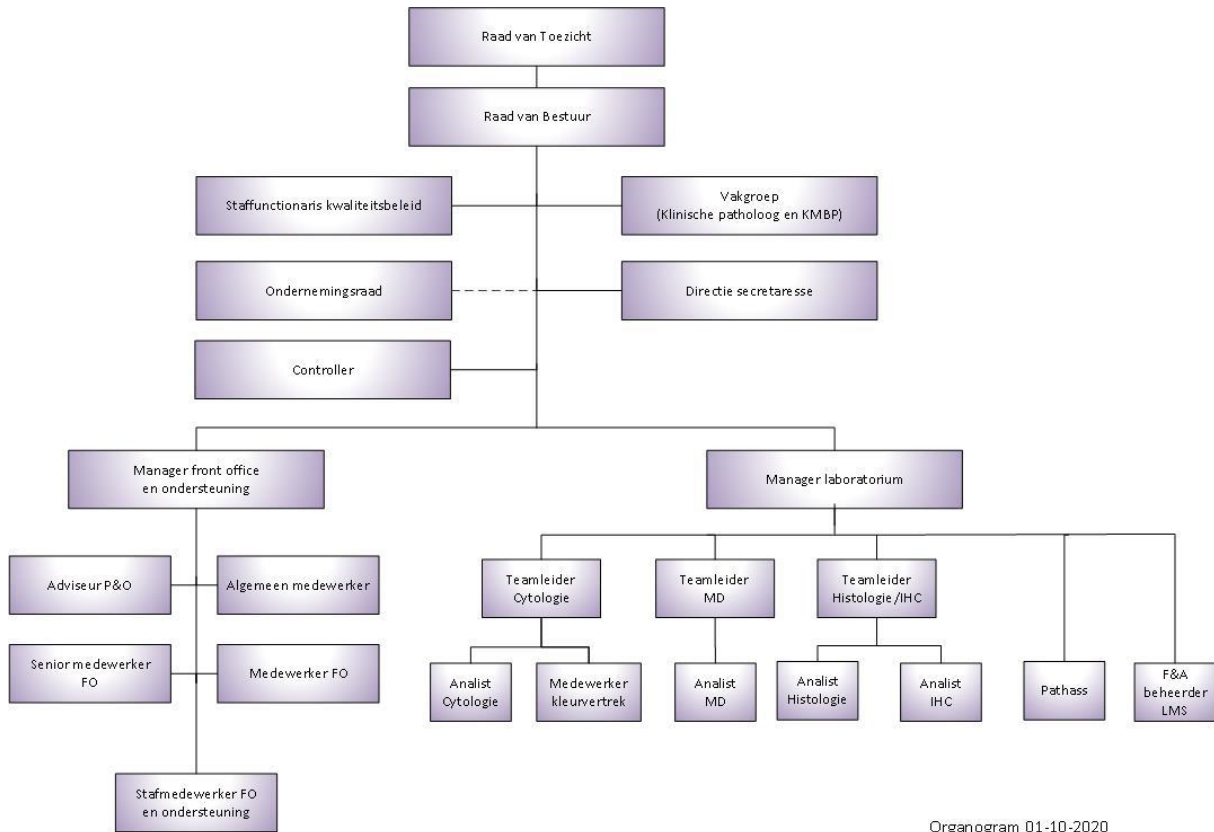 Raad van Toezicht
Raad van Bestuur
Staffunctionaris kwaliteitsbeleid
Vakgroep
(Klinische patholoog en KMBP)
Ondernemingsraad
Directie secretaresse
Controller
Manager front office
en ondersteuning
Manager laboratorium
Adviseur P&O
Algemeen medewerker
Senior medewerker
FO
Medewerker FO
Stafmedewerker FO
en ondersteuning
Teamleider
Cytologie
Teamleider
MD
Teamleider
Histologie/IHC
Analist
Cytologie
Medewerker
kleurvertrek
Analist
MD
Analist
Histologie
Analist
IHC
Pathass
F&A
beheerder
LMS
Organogram 01-10-2020